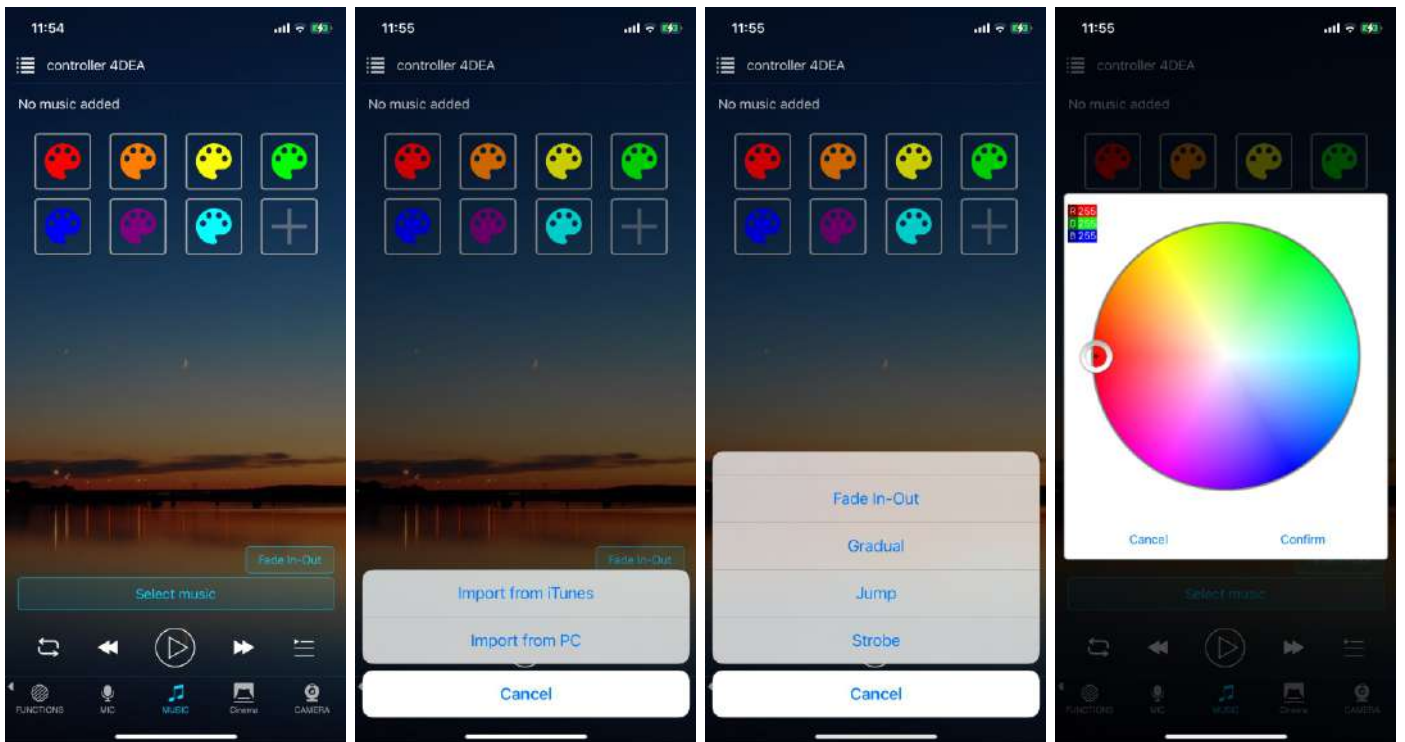 11:54
controller 4DEA
No music added
Fade In-Out
Select music
FUNCTIONS
MIC
MUSIC
Cinema
CAMERA
11:55
controller 4DEA
No music added
Fade In-Out
Import from iTunes
Import from PC
Cancel
11:55
controller 4DEA
No music added
Fade In-Out
Gradual
Jump
Strobe
Cancel
11:55
controller 4DEA
No music added
R 255
G 255
B 255
Cancel
Confirm
Select music
FUNCTIONS
MIC
MUSIC
Cinema
CAMERA